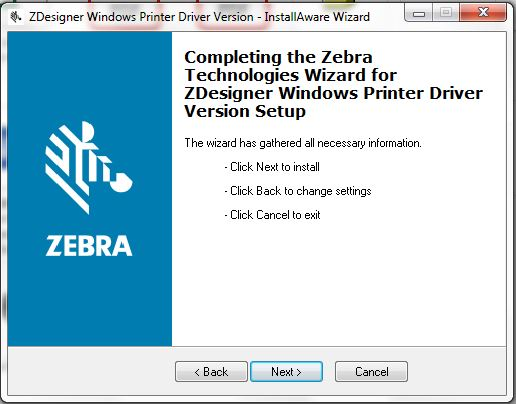 ZDesigner Windows Printer Driver Version - InstallAware Wizard
Completing the Zebra
Technologies Wizard for
ZDesigner Windows Printer Driver
Version Setup
The wizard has gathered all necessary information.
- Click Next to install
- Click Back to change settings
- Click Cancel to exit
ZEBRA
< Back
Next >
Cancel